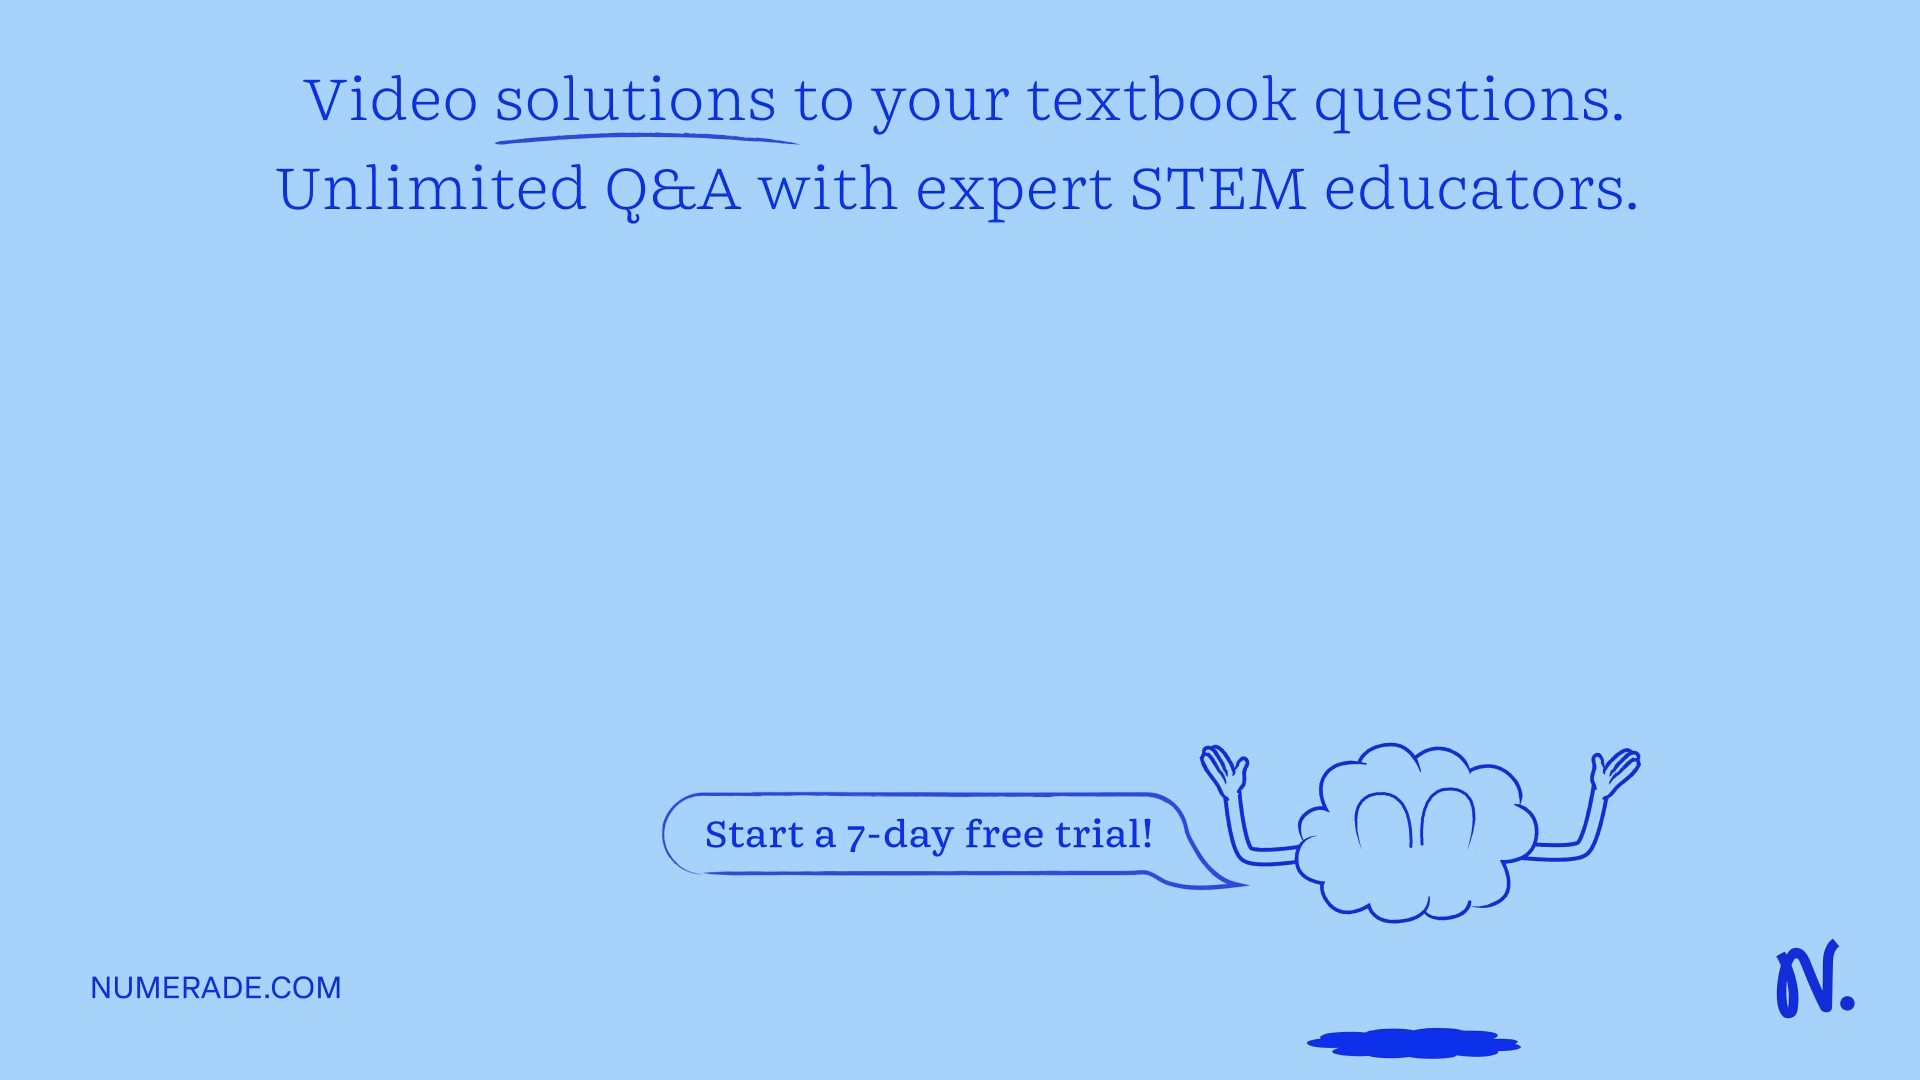 Video solutions to your textbook questions.
Unlimited Q&A with expert STEM educators.
Start a 7-day free trial!
NUMERADE.COM
N.